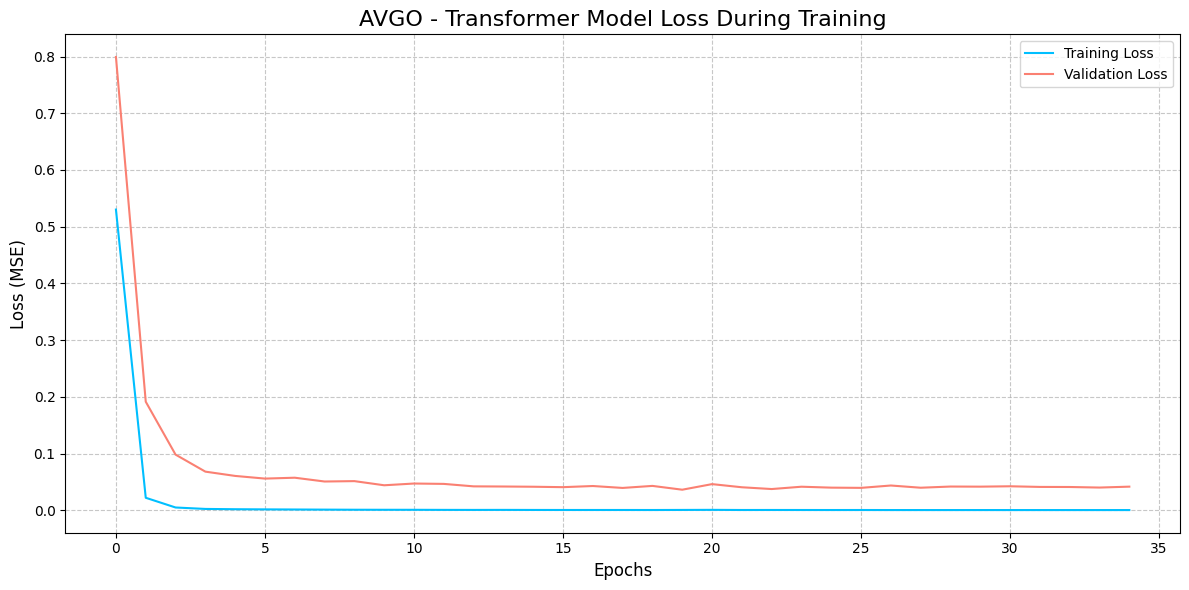 AVGO - Transformer Model Loss During Training
Training Loss
Validation Loss
Loss (MSE)
0.8
0.7
0.6
0.5
0.4
0.3
0.2
0.1
0.0
0 5 10 15 20 25 30 35
Epochs